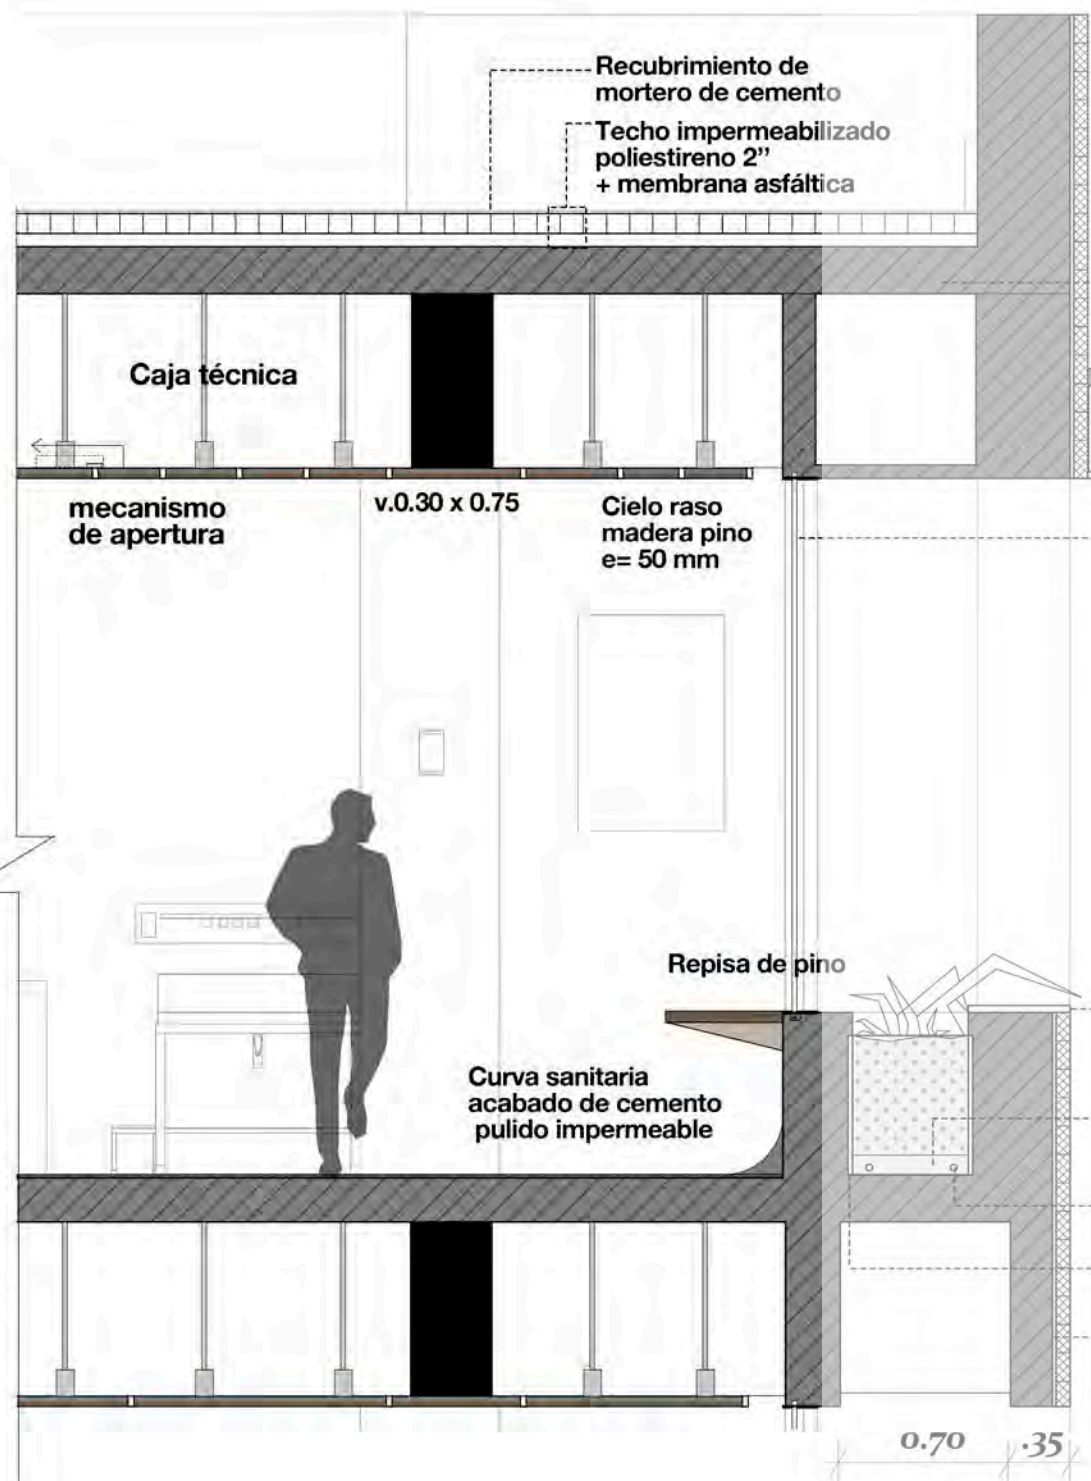 Recubrimiento de
mortero de cemento
Techo impermeabilizado
poliestireno 2’’
+ membrana asfáltica
Caja técnica
mecanismo
de apertura
v.0.30 x 0.75
Cielo raso
madera pino
e= 50 mm
Repisa de pino
Curva sanitaria
acabado de cemento
pulido impermeable
0.70
.35